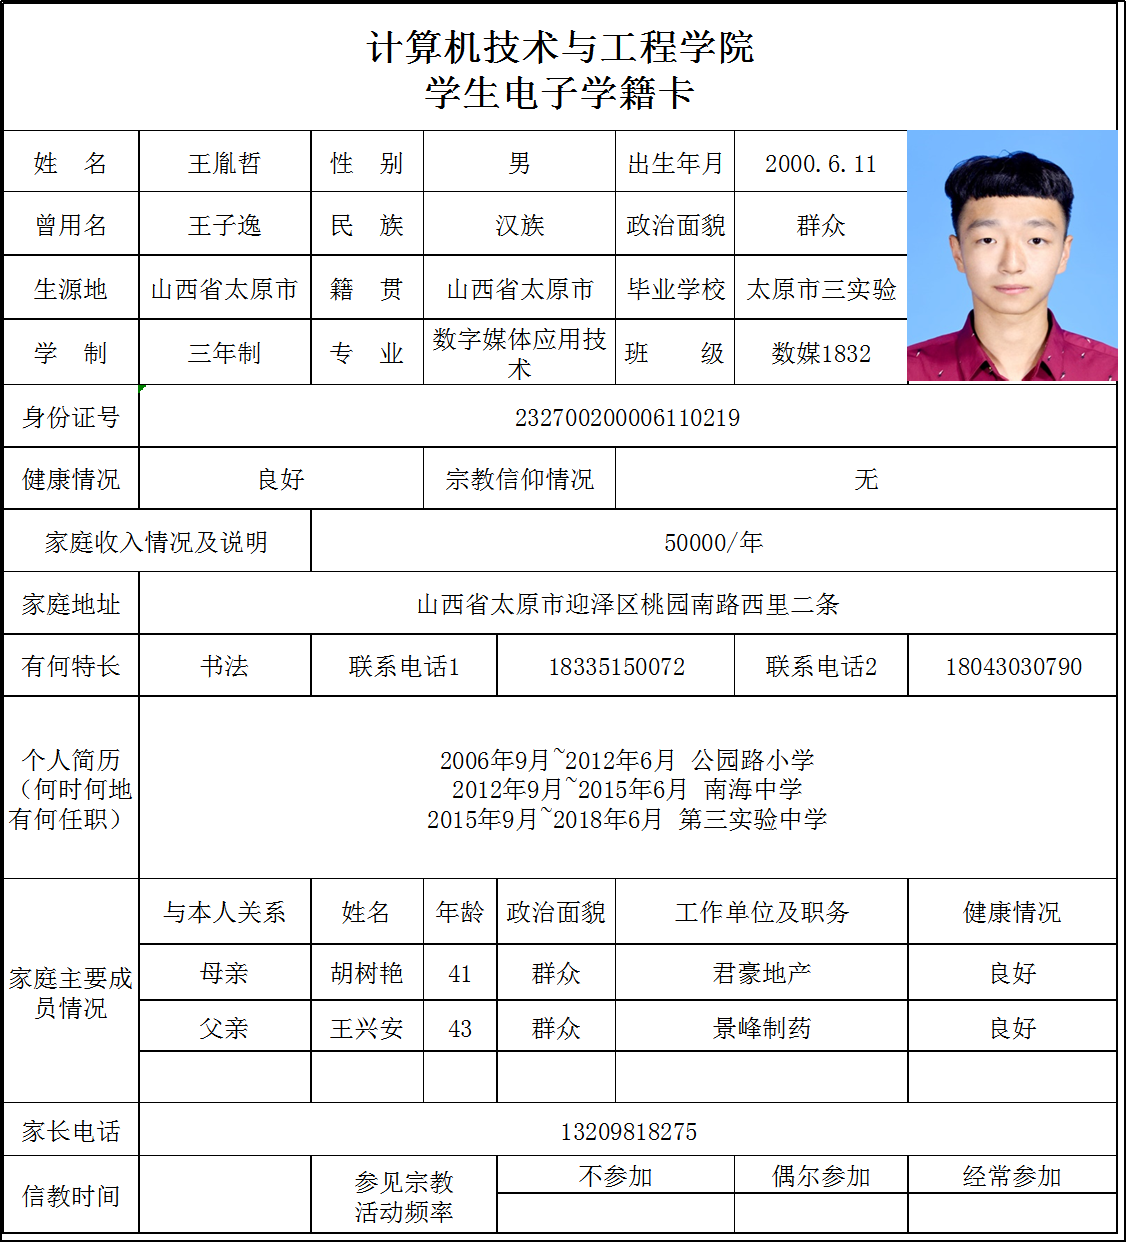 计算机技术与工程学院
学生电子学籍卡
姓 名 王胤哲 性 别 男 出生年月 2000.6.11
曾用名 王子逸 民 族 汉族 政治面貌 群众
生源地 山西省太原市 籍 贯 山西省太原市 毕业学校 太原市三实验
学 制 三年制 专 业 数字媒体应用技术 班 级 数媒1832
身份证号 232700200006110219
健康情况 良好 宗教信仰情况 无
家庭收入情况及说明 50000/年
家庭地址 山西省太原市迎泽区桃园南路西里二条
有何特长 书法 联系电话1 18335150072 联系电话2 18043030790
个人简历
（何时何地
有何任职）
2006年9月~2012年6月 公园路小学
2012年9月~2015年6月 南海中学
2015年9月~2018年6月 第三实验中学
家庭主要成
员情况
与本人关系 姓名 年龄 政治面貌 工作单位及职务 健康情况
母亲 胡树艳 41 群众 君豪地产 良好
父亲 王兴安 43 群众 景峰制药 良好
家长电话 13209818275
信教时间
参见宗教
活动频率
不参加 偶尔参加 经常参加